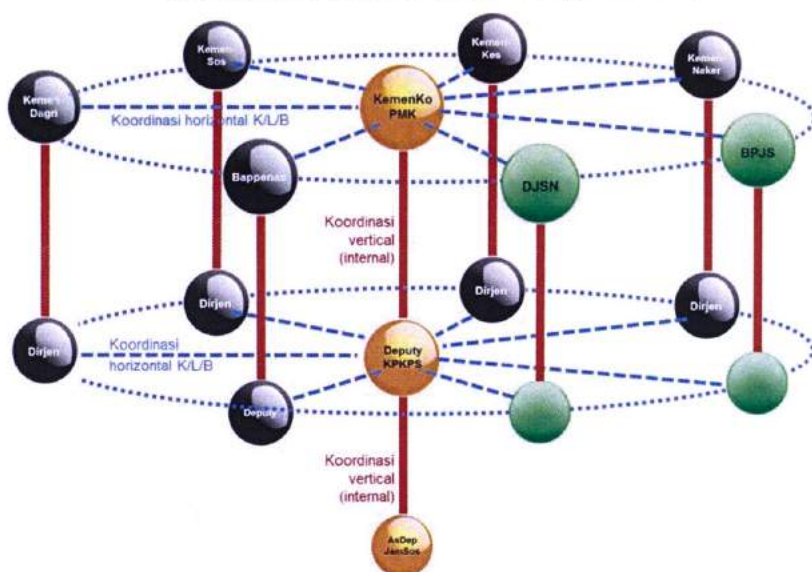 Kemen
Sos
Kemen
Kes
Kemen
Naker
Kemen
Dagri
KemenKo
PMK
Koordinasi horizontal K/L/B
BPJS
Bappenas
DJSN
Koordinasi
vertical
(internal)
Dirjen
Dirjen
Dirjen
Dirjen
Koordinasi
horizontal K/L/B
Deputy
KPKPS
Deputy
Koordinasi
vertical
(internal)
AsDep
JamSos